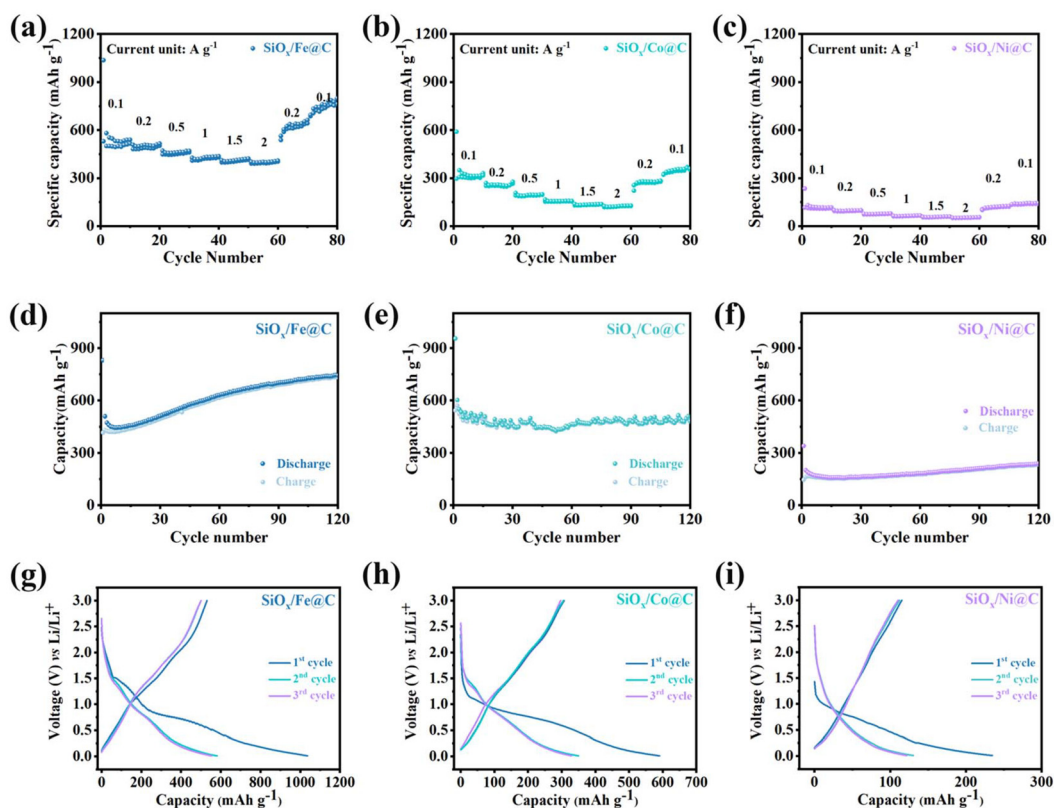 (a)
Current unit: A g⁻¹
SiOₓ/Fe@C
Specific capacity (mAh g⁻¹)
1200
900
600
300
0
0.1
0.2
0.5
1
1.5
2
0.2
0.1
0 20 40 60 80
Cycle Number
(b)
Current unit: A g⁻¹
SiOₓ/Co@C
Specific capacity (mAh g⁻¹)
1200
900
600
300
0
0.1
0.2
0.5
1
1.5
2
0.2
0.1
0 20 40 60 80
Cycle Number
(c)
Current unit: A g⁻¹
SiOₓ/Ni@C
Specific capacity (mAh g⁻¹)
1200
900
600
300
0
0.1
0.2
0.5
1
1.5
2
0.2
0.1
0 20 40 60 80
Cycle Number
(d)
SiOₓ/Fe@C
Capacity(mAh g⁻¹)
900
600
300
0
Discharge
Charge
0 30 60 90 120
Cycle number
(e)
SiOₓ/Co@C
Capacity(mAh g⁻¹)
900
600
300
0
Discharge
Charge
0 30 60 90 120
Cycle number
(f)
SiOₓ/Ni@C
Capacity(mAh g⁻¹)
900
600
300
0
Discharge
Charge
0 30 60 90 120
Cycle number
(g)
SiOₓ/Fe@C
Voltage (V) vs Li/Li⁺
3.0
2.5
2.0
1.5
1.0
0.5
0.0
1ˢᵗ cycle
2ⁿᵈ cycle
3ʳᵈ cycle
0 200 400 600 800 1000 1200
Capacity (mAh g⁻¹)
(h)
SiOₓ/Co@C
Voltage (V) vs Li/Li⁺
3.0
2.5
2.0
1.5
1.0
0.5
0.0
1ˢᵗ cycle
2ⁿᵈ cycle
3ʳᵈ cycle
0 100 200 300 400 500 600 700
Capacity (mAh g⁻¹)
(i)
SiOₓ/Ni@C
Voltage (V) vs Li/Li⁺
3.0
2.5
2.0
1.5
1.0
0.5
0.0
1ˢᵗ cycle
2ⁿᵈ cycle
3ʳᵈ cycle
0 100 200 300
Capacity (mAh g⁻¹)